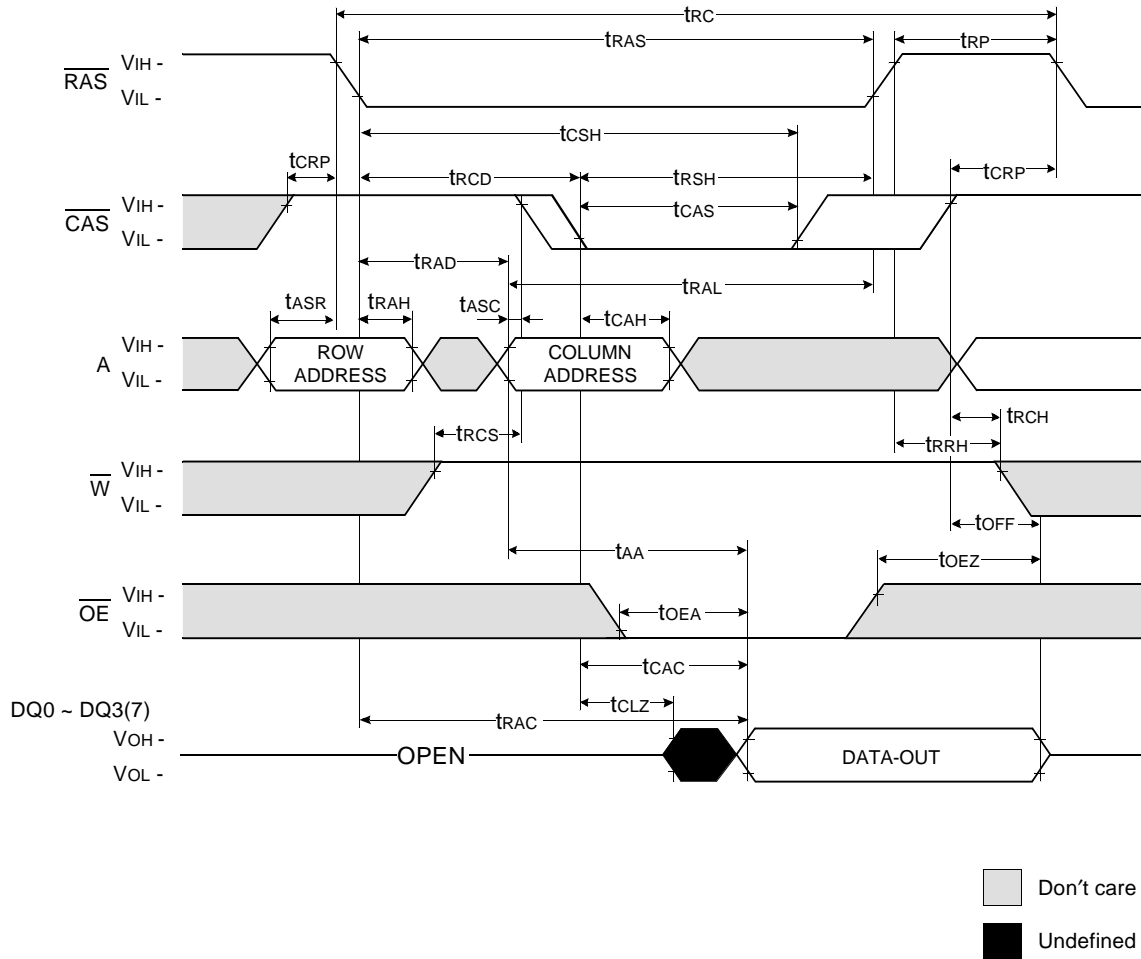 tRC
tRAS
tRP
RAS
VIH -
VIL -
tCSH
tCRP
tRCD
tRSH
tCRP
CAS
VIH -
VIL -
tCAS
tRAD
tRAL
tASR
tRAH
tASC
tCAH
A
VIH -
VIL -
ROW
ADDRESS
COLUMN
ADDRESS
tRCH
tRCS
tRRH
W
VIH -
VIL -
tOFF
tAA
tOEZ
OE
VIH -
VIL -
tOEA
tCAC
DQ0 ~ DQ3(7)
tCLZ
tRAC
VOH -
VOL -
OPEN
DATA-OUT
Don't care
Undefined